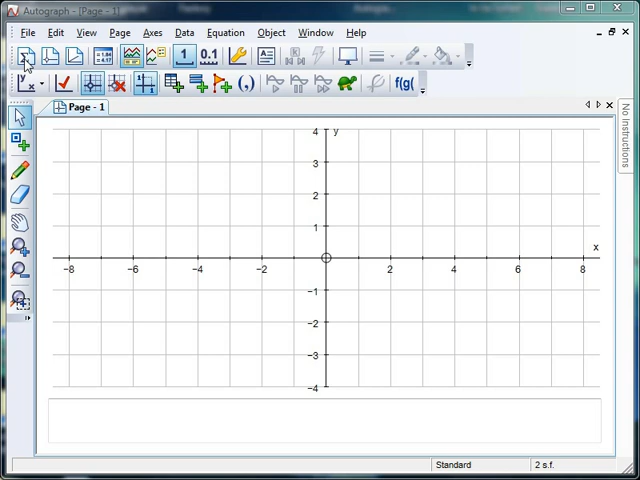 Autograph - [Page - 1]
File Edit View Page Axes Data Equation Object Window Help
1 0.1
y x f(g(
Page - 1
No Instructions
4 y
3
2
1
x
−8 −6 −4 −2 0 2 4 6 8
−1
−2
−3
−4
Standard 2 s.f.